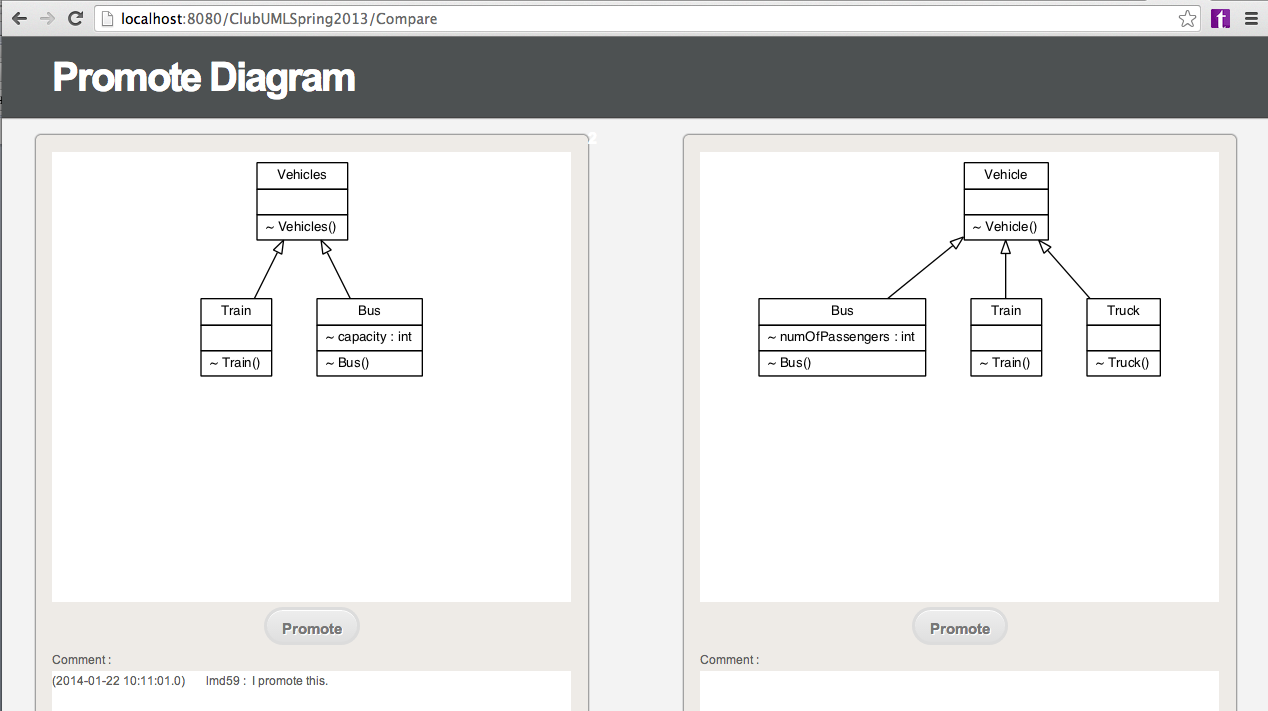 localhost:8080/ClubUMLSpring2013/Compare
t
Promote Diagram
2
Vehicles
~ Vehicles()
Train
~ Train()
Bus
~ capacity : int
~ Bus()
Promote
Comment :
(2014-01-22 10:11:01.0) lmd59 : I promote this.
Vehicle
~ Vehicle()
Bus
~ numOfPassengers : int
~ Bus()
Train
~ Train()
Truck
~ Truck()
Promote
Comment :